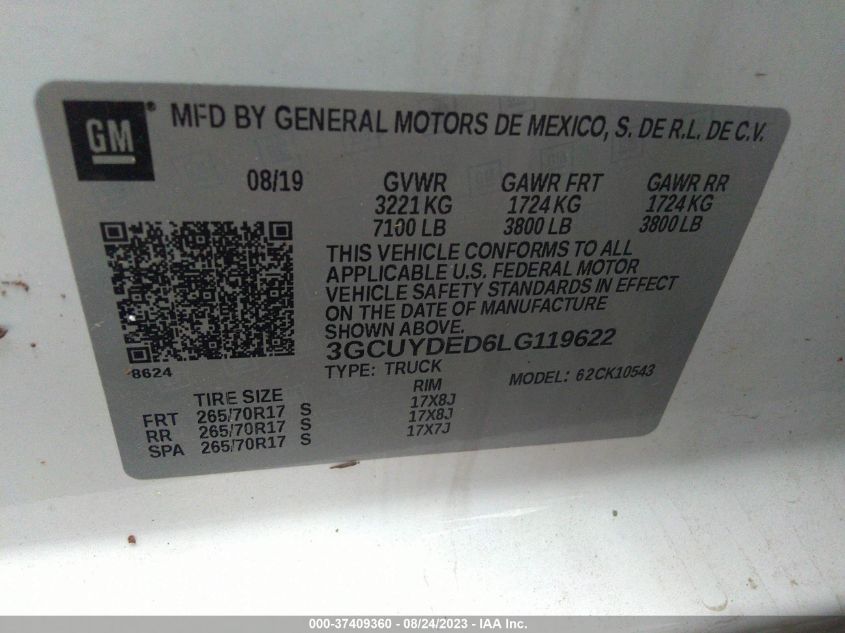 GM ® MFD BY GENERAL MOTORS DE MEXICO, S. DE R.L. DE C.V.
08/19 GVWR GAWR FRT GAWR RR
3221 KG 1724 KG 1724 KG
7100 LB 3800 LB 3800 LB
THIS VEHICLE CONFORMS TO ALL
APPLICABLE U.S. FEDERAL MOTOR
VEHICLE SAFETY STANDARDS IN EFFECT
ON THE DATE OF MANUFACTURE
SHOWN ABOVE.
3GCUYDED6LG119622
8624 TYPE: TRUCK MODEL: 62CK10543
TIRE SIZE RIM
FRT 265/70R17 S 17X8J
RR 265/70R17 S 17X8J
SPA 265/70R17 S 17X7J
000-37409360 - 08/24/2023 - IAA Inc.